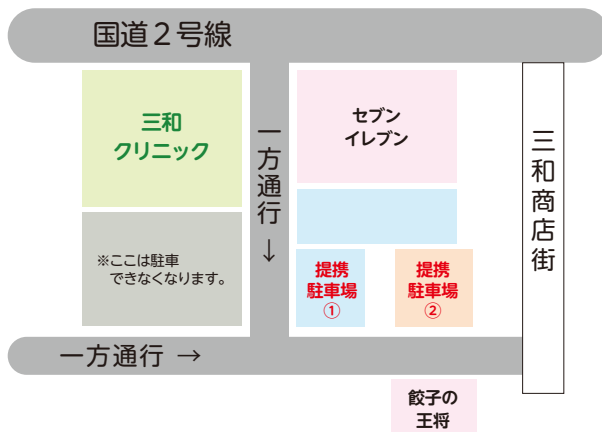 国道２号線
三和
クリニック
一方通行↓
セブン
イレブン
三和商店街
※ここは駐車
できなくなります。
提携
駐車場
①
提携
駐車場
②
一方通行 →
餃子の
王将